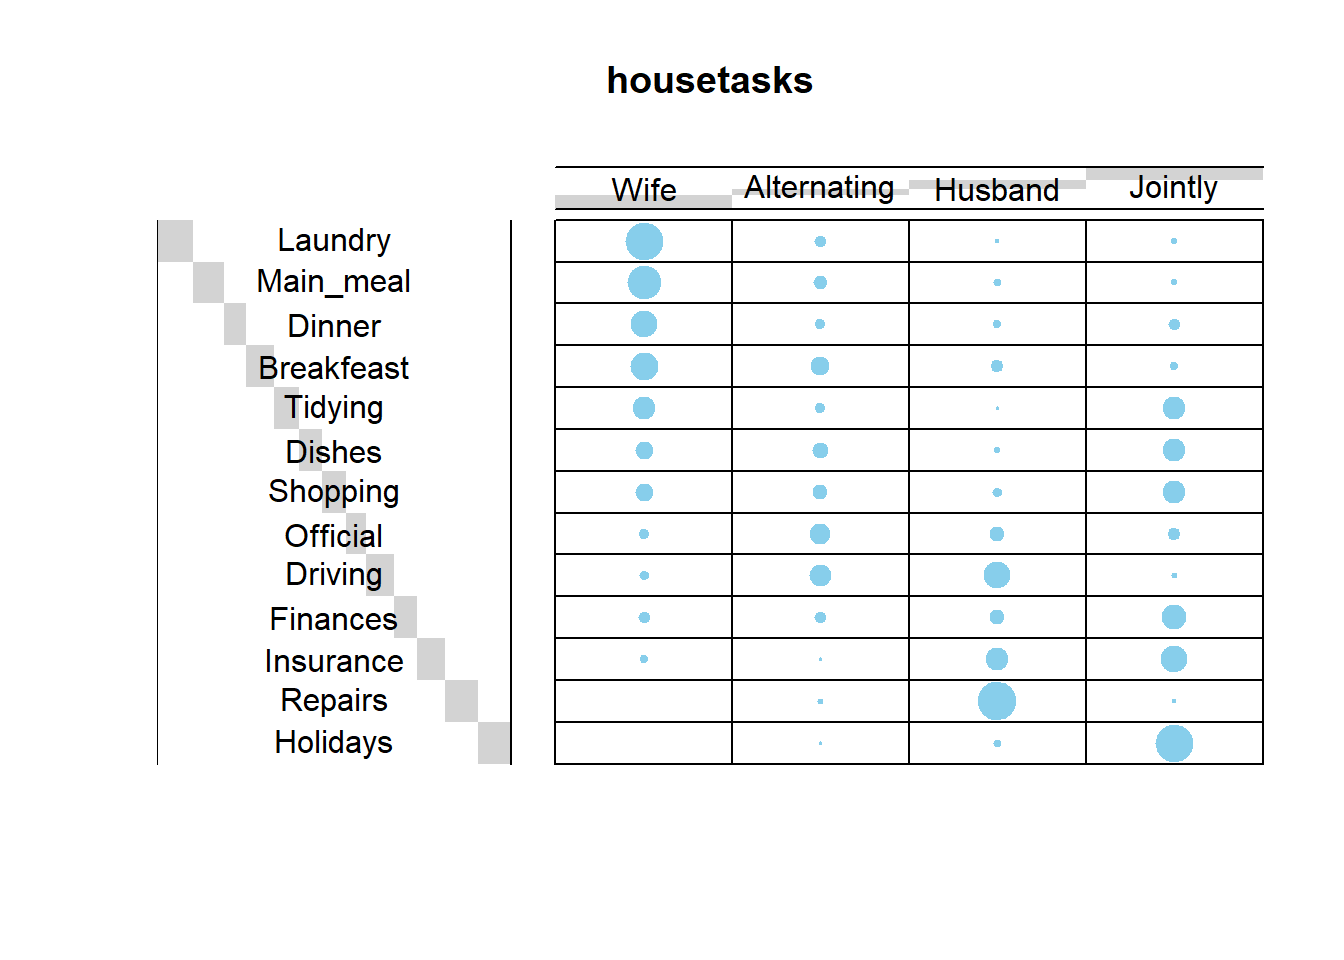 housetasks
Wife Alternating Husband Jointly
Laundry
Main_meal
Dinner
Breakfeast
Tidying
Dishes
Shopping
Official
Driving
Finances
Insurance
Repairs
Holidays